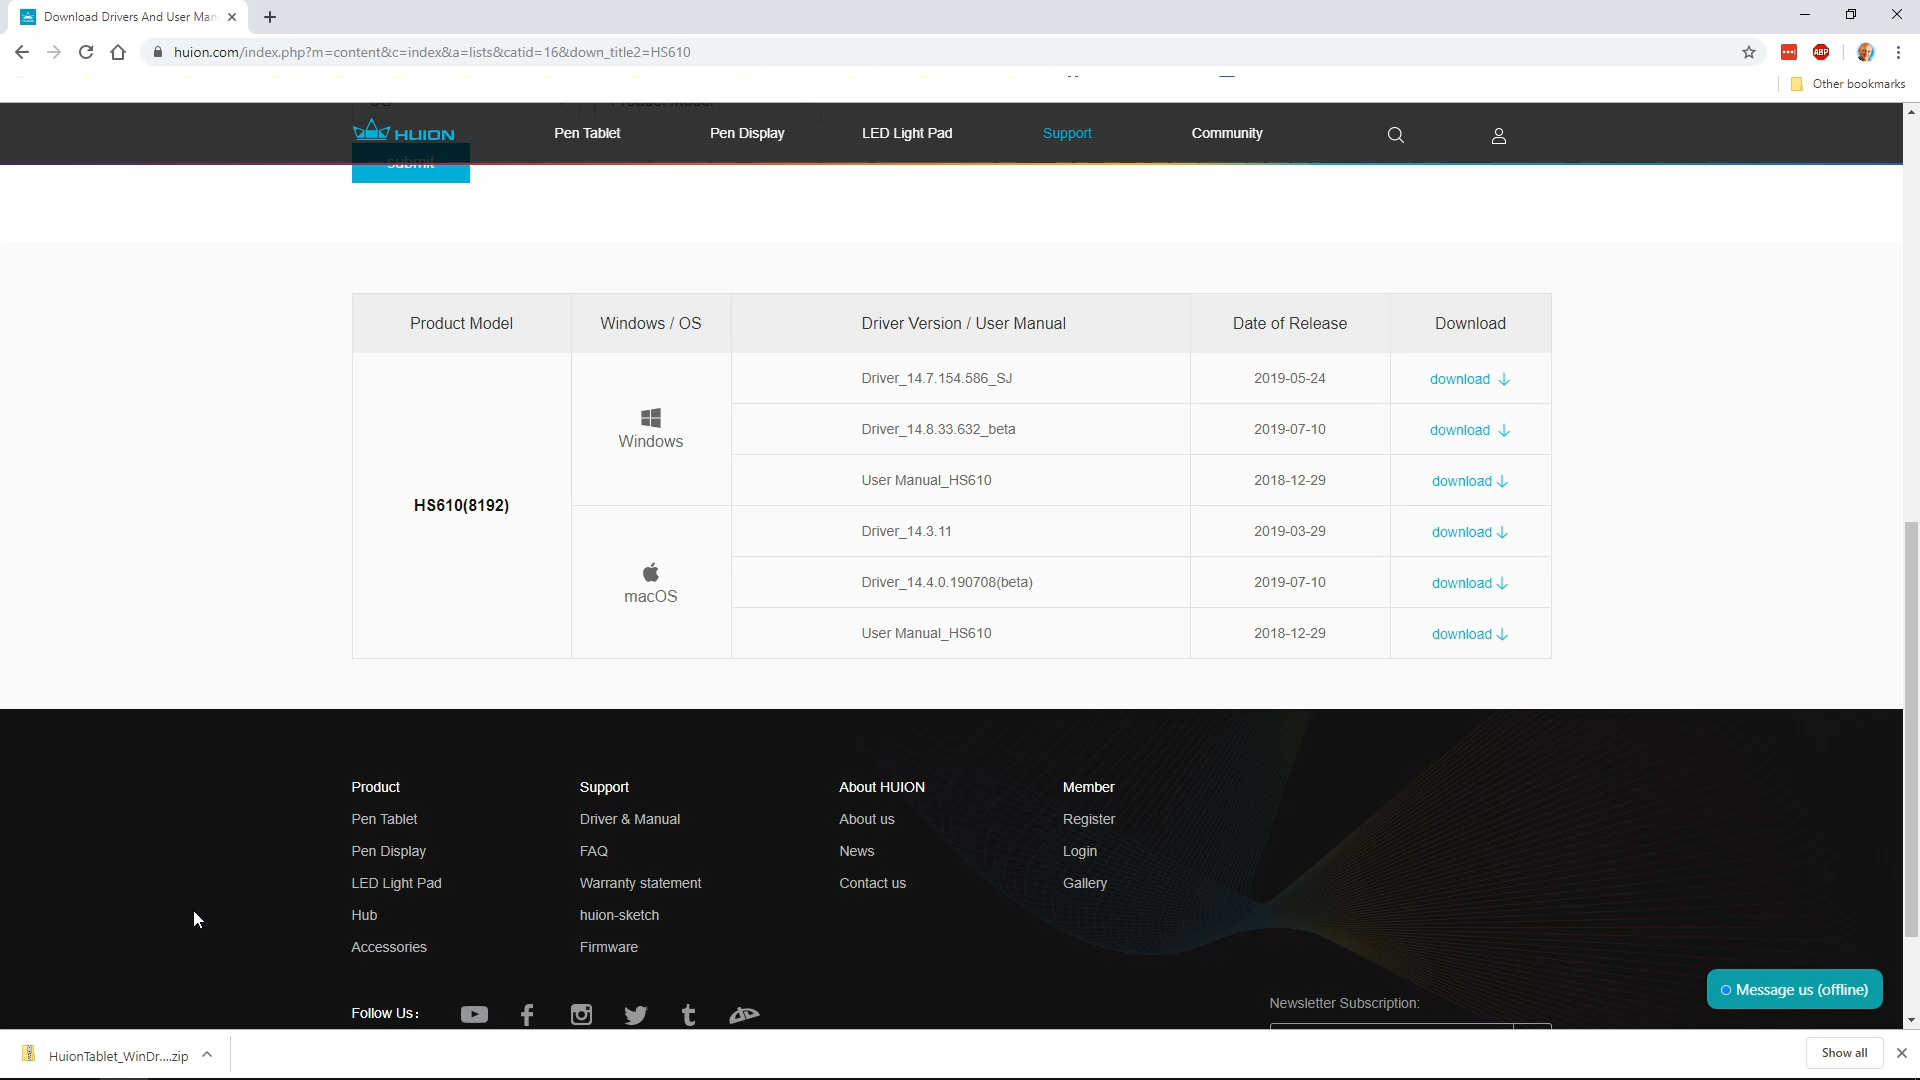 Download Drivers And User Man
huion.com/index.php?m=content&c=index&a=lists&catid=16&down_title2=HS610
ABP
Other bookmarks
HUION
Pen Tablet
Pen Display
LED Light Pad
Support
Community
submit
Product Model
Windows / OS
Driver Version / User Manual
Date of Release
Download
HS610(8192)
Windows
Driver_14.7.154.586_SJ
2019-05-24
download
Driver_14.8.33.632_beta
2019-07-10
download
User Manual_HS610
2018-12-29
download
macOS
Driver_14.3.11
2019-03-29
download
Driver_14.4.0.190708(beta)
2019-07-10
download
User Manual_HS610
2018-12-29
download
Product
Pen Tablet
Pen Display
LED Light Pad
Hub
Accessories
Support
Driver & Manual
FAQ
Warranty statement
huion-sketch
Firmware
About HUION
About us
News
Contact us
Member
Register
Login
Gallery
Follow Us:
Newsletter Subscription:
Message us (offline)
HuionTablet_WinDr....zip
Show all